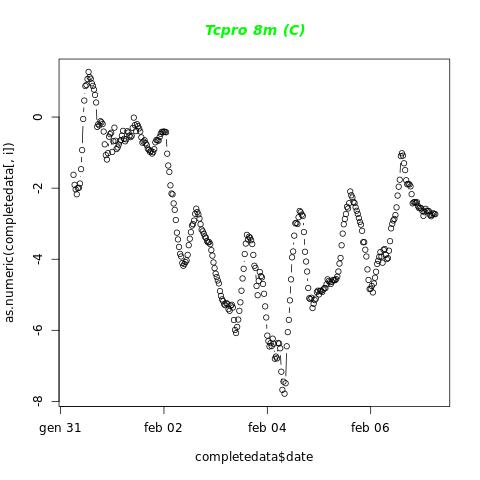 Tcpro 8m (C)
as.numeric(completedata[, i])
0
-2
-4
-6
-8
gen 31
feb 02
feb 04
feb 06
completedata$date